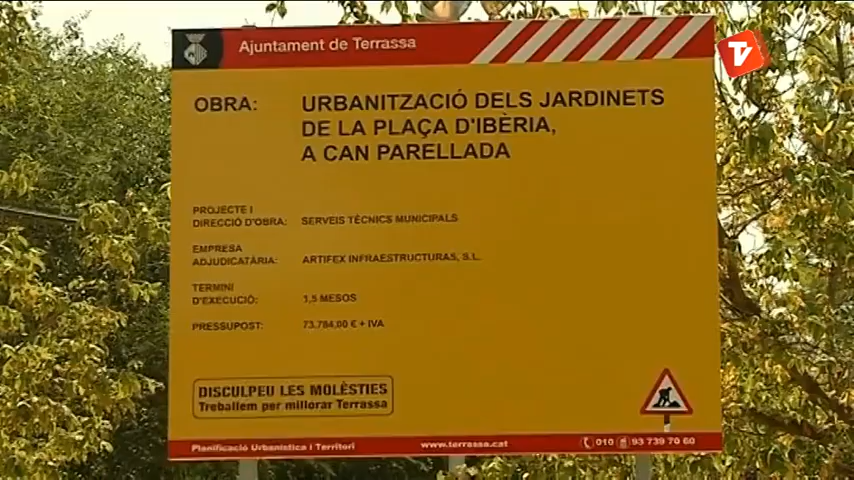 Ajuntament de Terrassa
TV
OBRA: URBANITZACIÓ DELS JARDINETS
DE LA PLAÇA D'IBÈRIA,
A CAN PARELLADA
PROJECTE I
DIRECCIÓ D'OBRA: SERVEIS TÈCNICS MUNICIPALS
EMPRESA
ADJUDICATÀRIA: ARTIFEX INFRAESTRUCTURAS, S.L.
TERMINI
D'EXECUCIÓ: 1,5 MESOS
PRESSUPOST: 73.784,00 € + IVA
DISCULPEU LES MOLÈSTIES
Treballem per millorar Terrassa
Planificació Urbanística i Territori www.terrassa.cat 010 93 739 70 60